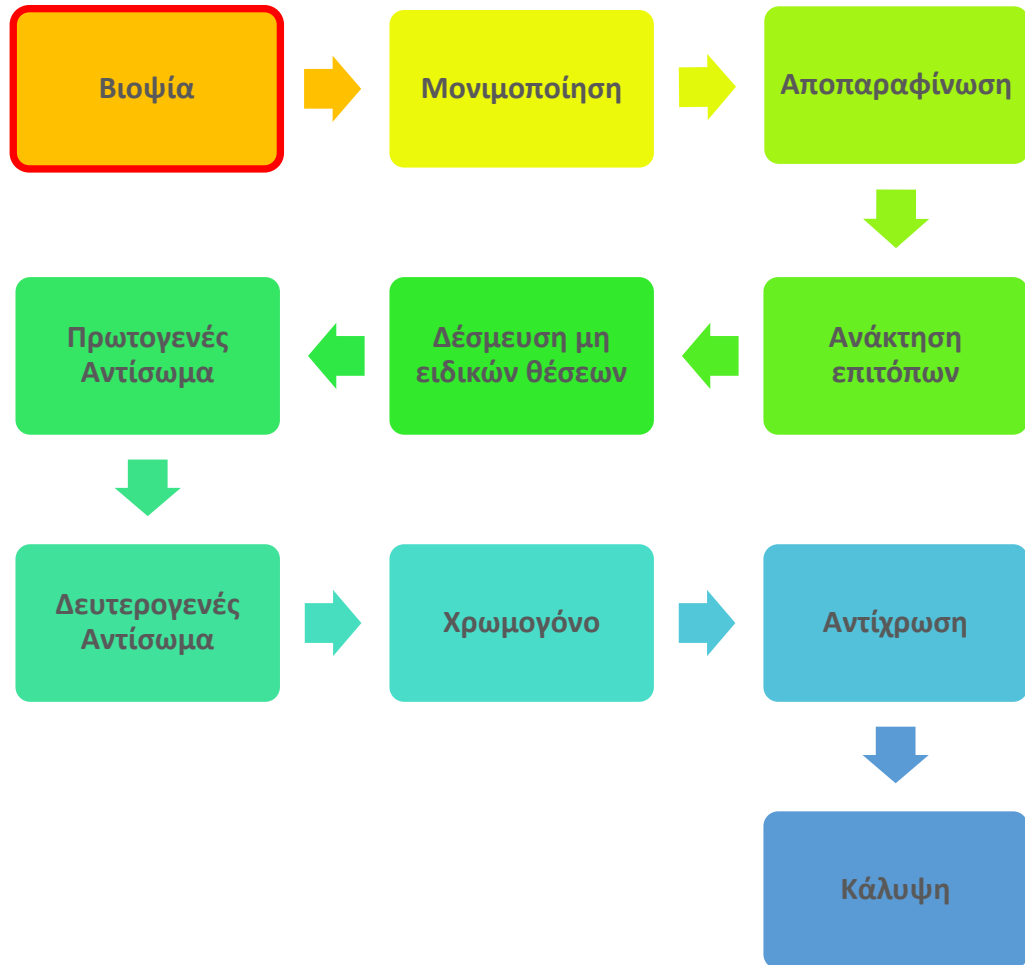 Βιοψία
Μονιμοποίηση
Αποπαραφίνωση
Ανάκτηση
επιτόπων
Δέσμευση μη
ειδικών θέσεων
Πρωτογενές
Αντίσωμα
Δευτερογενές
Αντίσωμα
Χρωμογόνο
Αντίχρωση
Κάλυψη